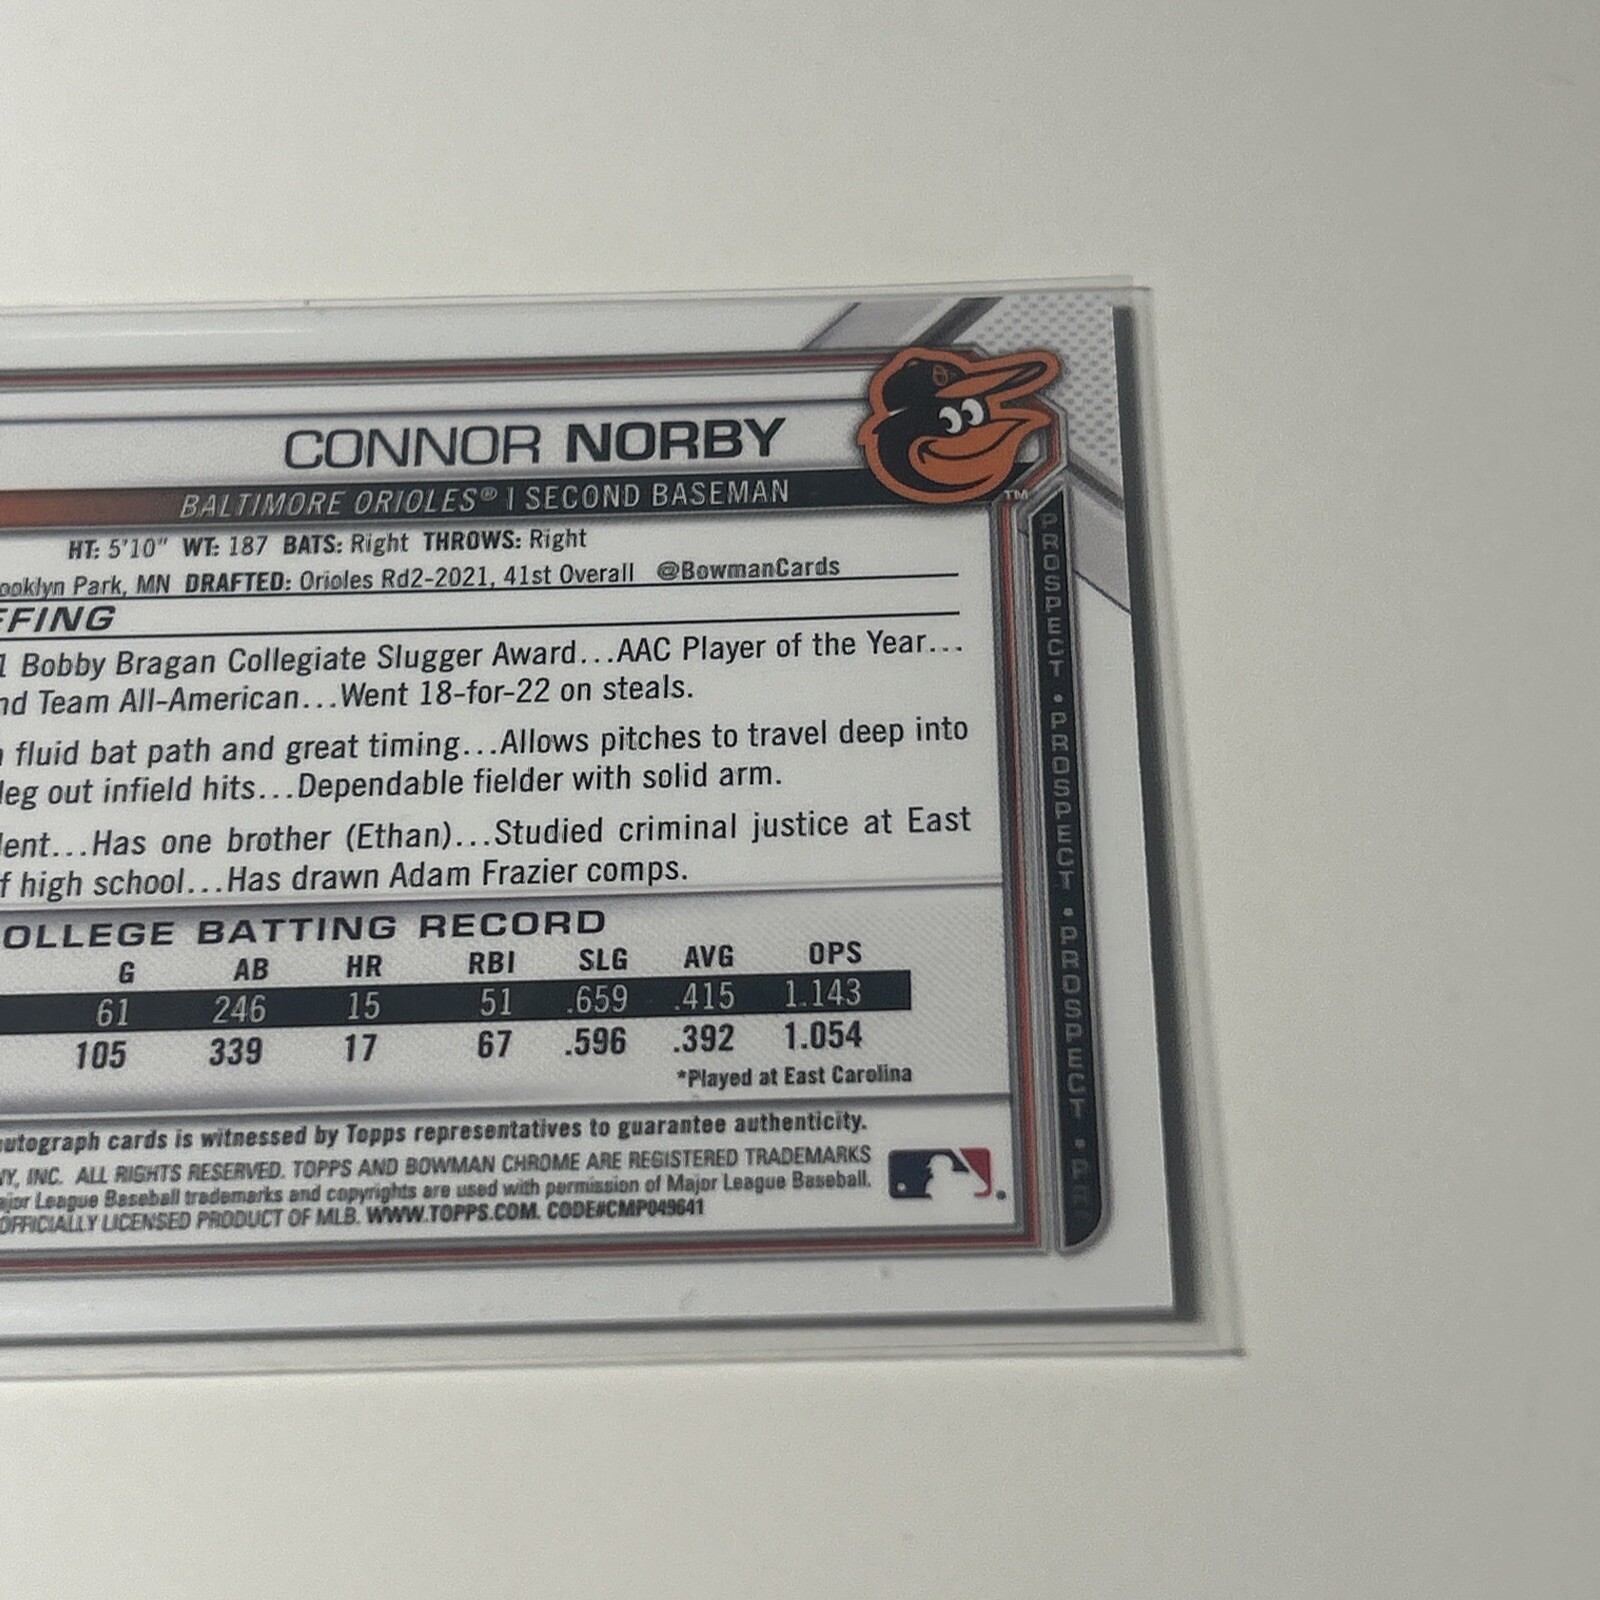 CONNOR NORBY
BALTIMORE ORIOLES® | SECOND BASEMAN
HT: 5'10" WT: 187 BATS: Right THROWS: Right
ooklyn Park, MN DRAFTED: Orioles Rd2-2021, 41st Overall @BowmanCards
FING
1 Bobby Bragan Collegiate Slugger Award...AAC Player of the Year...
nd Team All-American...Went 18-for-22 on steals.
fluid bat path and great timing...Allows pitches to travel deep into
leg out infield hits...Dependable fielder with solid arm.
ent...Has one brother (Ethan)...Studied criminal justice at East
f high school...Has drawn Adam Frazier comps.
OLLEGE BATTING RECORD
G AB HR RBI SLG AVG OPS
61 246 15 51 .659 .415 1.143
105 339 17 67 .596 .392 1.054
*Played at East Carolina
autograph cards is witnessed by Topps representatives to guarantee authenticity.
NY, INC. ALL RIGHTS RESERVED. TOPPS AND BOWMAN CHROME ARE REGISTERED TRADEMARKS
ajor League Baseball trademarks and copyrights are used with permission of Major League Baseball.
OFFICIALLY LICENSED PRODUCT OF MLB. WWW.TOPPS.COM. CODE#CMP049641
TM
PROSPECT • PROSPECT • PROSPECT • PR